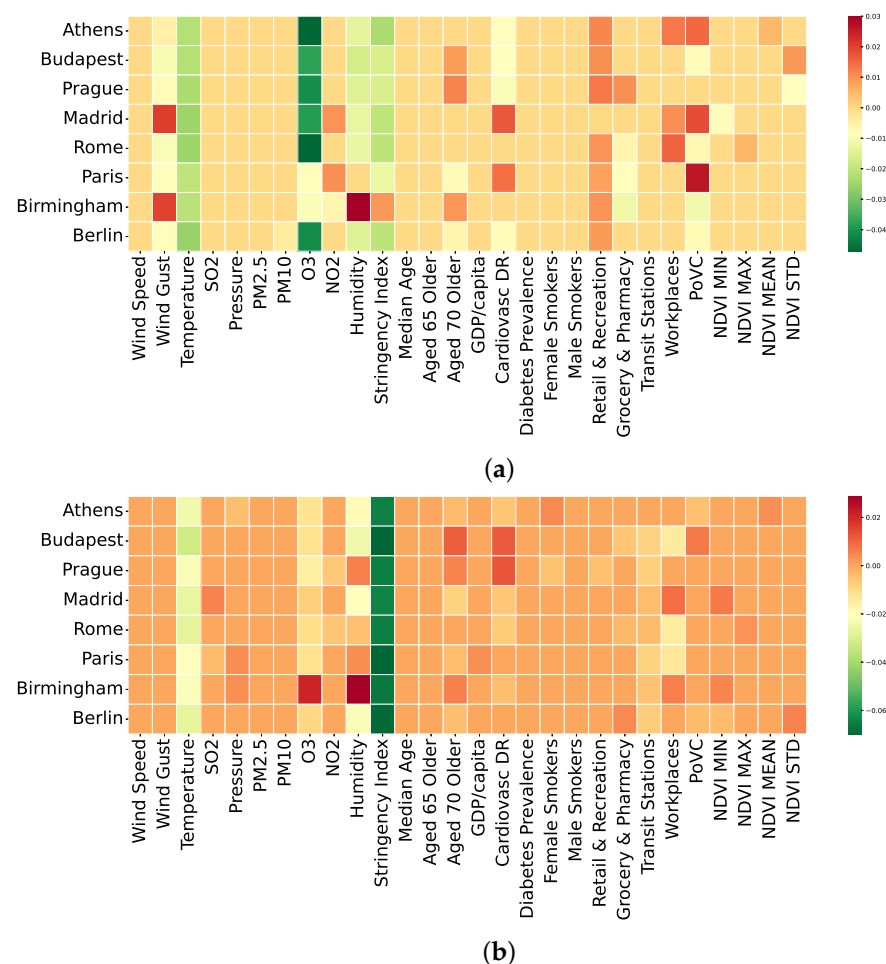 Athens
Budapest
Prague
Madrid
Rome
Paris
Birmingham
Berlin
0.03
0.02
0.01
0.00
−0.01
−0.02
−0.03
−0.04
Wind Speed
Wind Gust
Temperature
SO2
Pressure
PM2.5
PM10
O3
NO2
Humidity
Stringency Index
Median Age
Aged 65 Older
Aged 70 Older
GDP/capita
Cardiovasc DR
Diabetes Prevalence
Female Smokers
Male Smokers
Retail & Recreation
Grocery & Pharmacy
Transit Stations
Workplaces
PoVC
NDVI MIN
NDVI MAX
NDVI MEAN
NDVI STD
(a)
Athens
Budapest
Prague
Madrid
Rome
Paris
Birmingham
Berlin
0.02
0.00
−0.02
−0.04
−0.06
Wind Speed
Wind Gust
Temperature
SO2
Pressure
PM2.5
PM10
O3
NO2
Humidity
Stringency Index
Median Age
Aged 65 Older
Aged 70 Older
GDP/capita
Cardiovasc DR
Diabetes Prevalence
Female Smokers
Male Smokers
Retail & Recreation
Grocery & Pharmacy
Transit Stations
Workplaces
PoVC
NDVI MIN
NDVI MAX
NDVI MEAN
NDVI STD
(b)